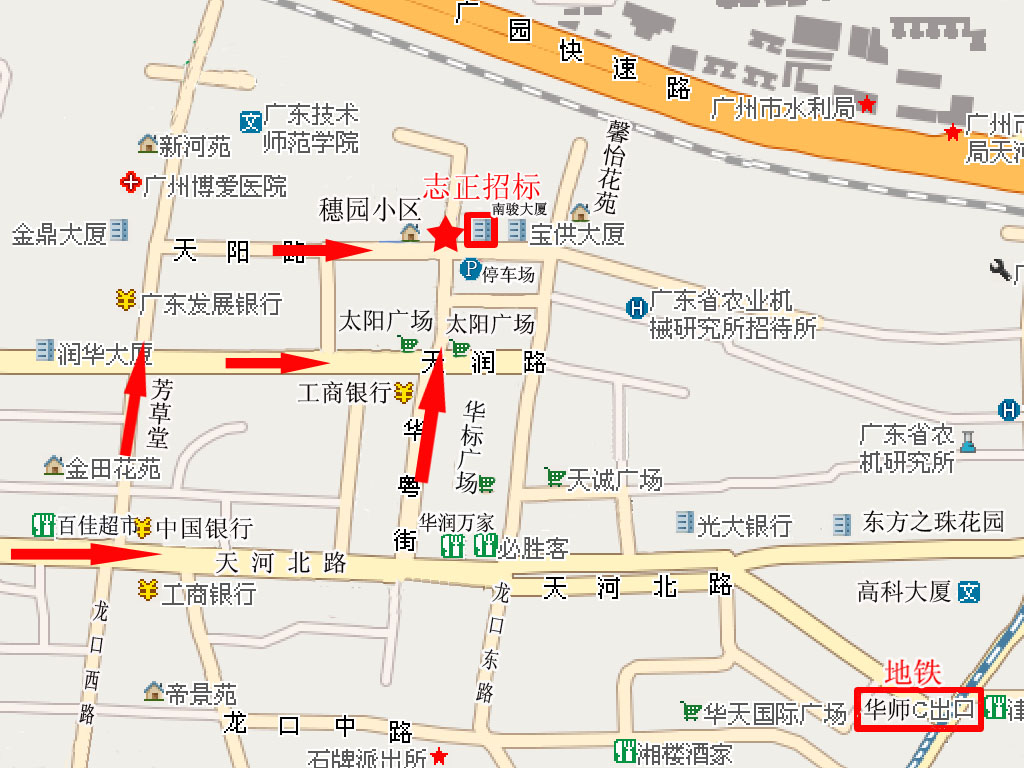 广园快速路
广州市水利局
广州市
局天河
广东技术
师范学院
新河苑
馨怡花苑
广州博爱医院
志正招标
穗园小区
南骏大厦
金鼎大厦
宝供大厦
天阳路
P
停车场
广
广东发展银行
H
广东省农业机
械研究所招待所
太阳广场
太阳广场
润华大厦
天润路
芳草堂
工商银行
华标广场
H
华粤街
广东省农
机研究所
金田花苑
天诚广场
百佳超市
中国银行
华润万家
光大银行
东方之珠花园
必胜客
天河北路
天河北路
工商银行
高科大厦
龙口西路
龙口东路
地铁
帝景苑
华师C出口
华天国际广场
津
龙口中路
石牌派出所
湘楼酒家